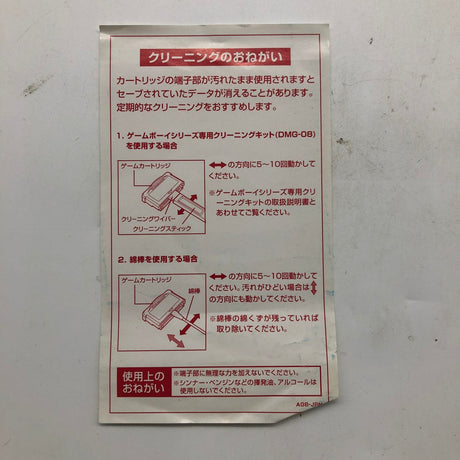 クリーニングのおねがい
カートリッジの端子部が汚れたまま使用されますと
セーブされていたデータが消えることがあります。
定期的なクリーニングをおすすめします。
1. ゲームボーイシリーズ専用クリーニングキット(DMG-08)
を使用する場合
ゲームカートリッジ
クリーニングワイパー
クリーニングスティック
⟷の方向に5～10回動かして
ください。
※ゲームボーイシリーズ専用クリ
ーニングキットの取扱説明書と
あわせてご覧ください。
2. 綿棒を使用する場合
ゲームカートリッジ
綿棒
⟷の方向に5～10回動かして
ください。汚れがひどい場合は⇕
の方向にも動かしてください。
※綿棒の綿くずが残っていれば
取り除いてください。
使用上の
おねがい
※端子部に無理な力を加えないでください。
※シンナー・ベンジンなどの揮発油、アルコールは
使用しないでください。
AGB-JPN